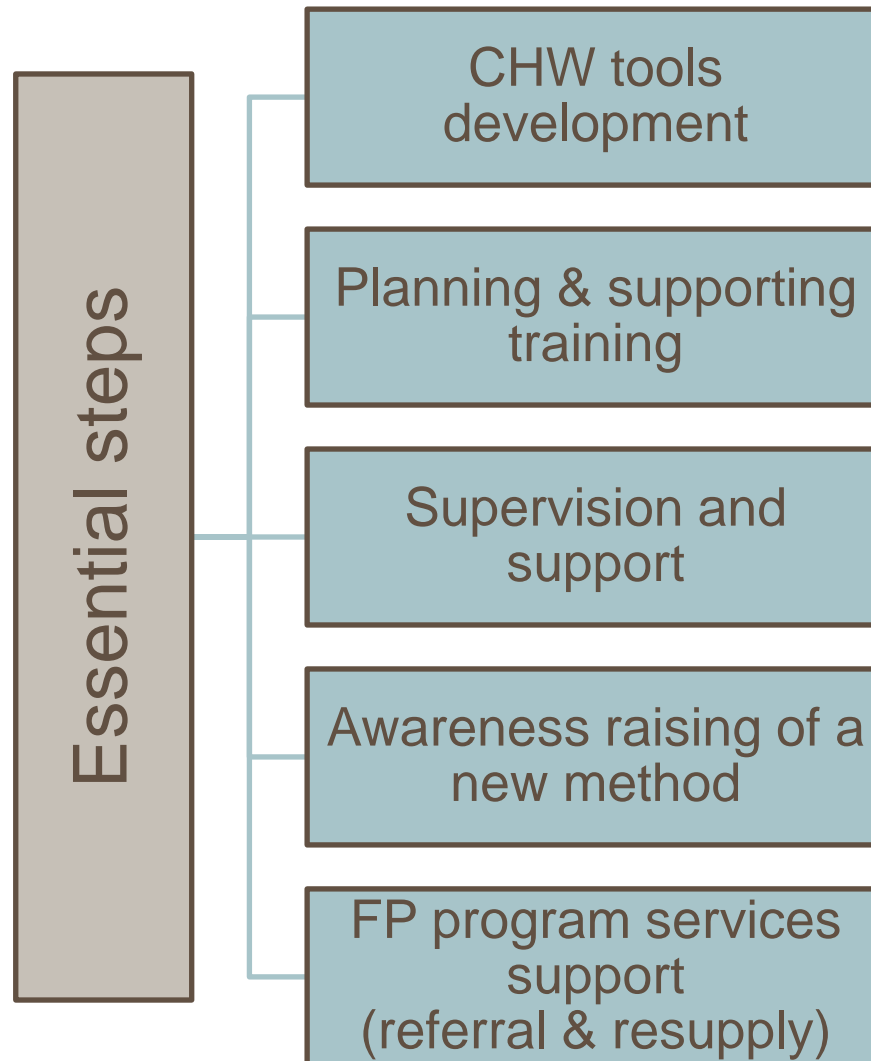 Essential steps
CHW tools
development
Planning & supporting
training
Supervision and
support
Awareness raising of a
new method
FP program services
support
(referral & resupply)